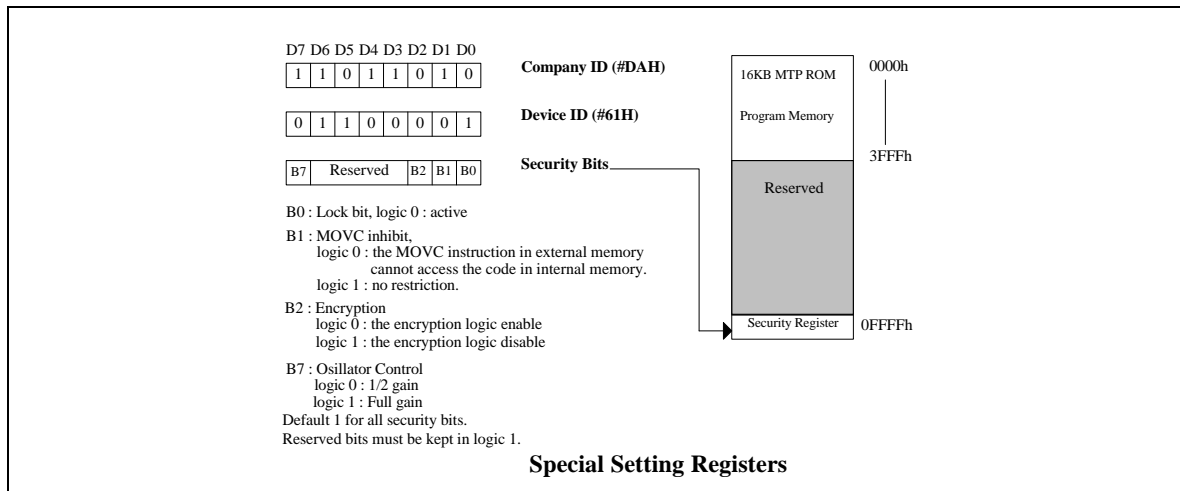 D7 D6 D5 D4 D3 D2 D1 D0
1 1 0 1 1 0 1 0
Company ID (#DAH)
0 1 1 0 0 0 0 1
Device ID (#61H)
B7 Reserved B2 B1 B0
Security Bits
B0 : Lock bit, logic 0 : active
B1 : MOVC inhibit,
logic 0 : the MOVC instruction in external memory
cannot access the code in internal memory.
logic 1 : no restriction.
B2 : Encryption
logic 0 : the encryption logic enable
logic 1 : the encryption logic disable
B7 : Osillator Control
logic 0 : 1/2 gain
logic 1 : Full gain
Default 1 for all security bits.
Reserved bits must be kept in logic 1.
16KB MTP ROM
0000h
Program Memory
3FFFh
Reserved
Security Register
0FFFFh
Special Setting Registers